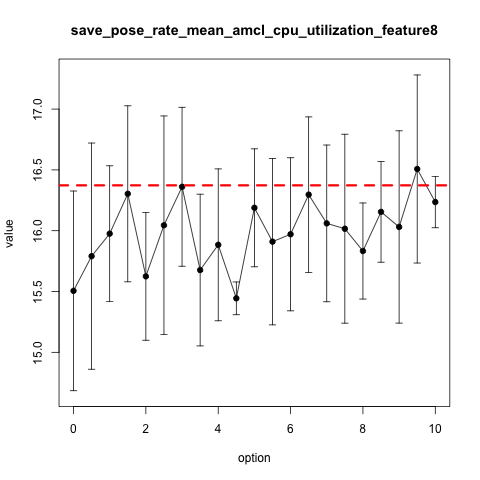 save_pose_rate_mean_amcl_cpu_utilization_feature8
17.0
16.5
16.0
15.5
15.0
value
0 2 4 6 8 10
option